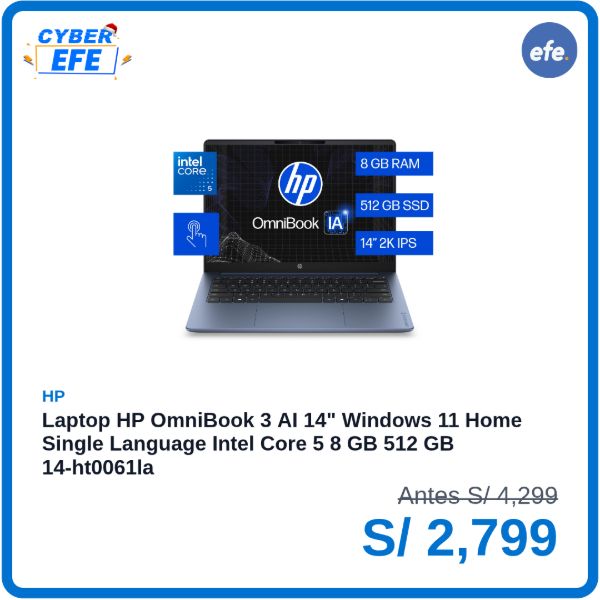 CYBER
EFE
efe.
intel
CORE
5
8 GB RAM
hp
512 GB SSD
OmniBook IA
14" 2K IPS
HP
Laptop HP OmniBook 3 AI 14" Windows 11 Home
Single Language Intel Core 5 8 GB 512 GB
14-ht0061la
Antes S/ 4,299
S/ 2,799